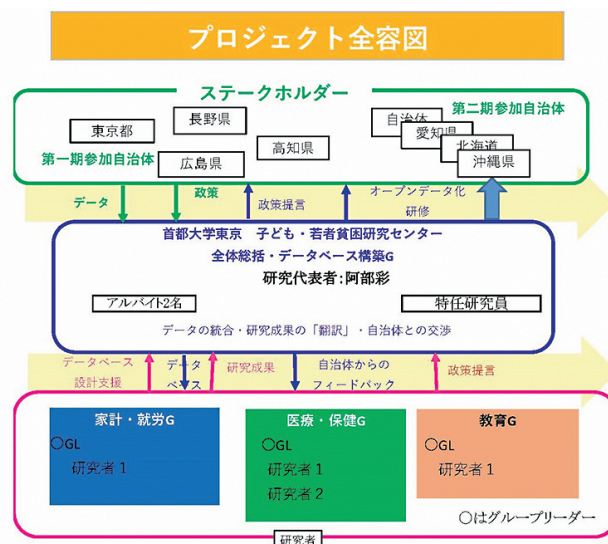 プロジェクト全容図
ステークホルダー
第二期参加自治体
東京都
長野県
高知県
広島県
自治体
愛知県
北海道
沖縄県
第一期参加自治体
データ
政策
政策提言
オープンデータ化
研修
首都大学東京 子ども・若者貧困研究センター
全体総括・データベース構築G
研究代表者:阿部彩
アルバイト2名
特任研究員
データの統合・研究成果の「翻訳」・自治体との交渉
データベース
設計支援
データ
ベース
研究成果
自治体からの
フィードバック
政策提言
家計・就労G
〇GL
研究者1
医療・保健G
〇GL
研究者1
研究者2
教育G
〇GL
研究者1
〇はグループリーダー
研究者